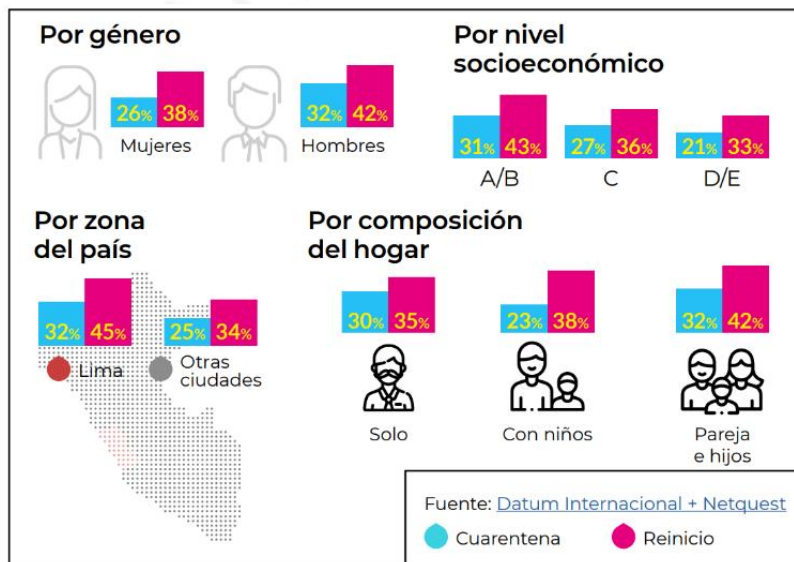 Por género
26% 38%
Mujeres
32% 42%
Hombres
Por nivel
socioeconómico
31% 43%
A/B
27% 36%
C
21% 33%
D/E
Por zona
del país
32% 45%
Lima
25% 34%
Otras
ciudades
Por composición
del hogar
30% 35%
Solo
23% 38%
Con niños
32% 42%
Pareja
e hijos
Fuente: Datum Internacional + Netquest
Cuarentena Reinicio